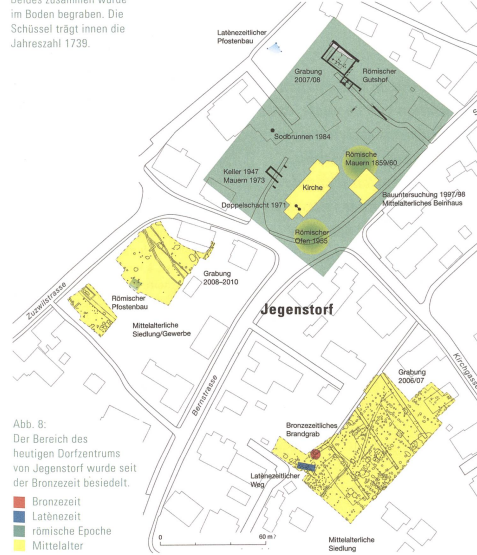 Beides zusammen wurde
im Boden begraben. Die
Schüssel trägt innen die
Jahreszahl 1739.
Latènezeitlicher
Pfostenbau
Grabung
2007/08
Römischer
Gutshof
Sodbrunnen 1984
Römische
Mauern 1859/60
Keller 1947
Mauern 1973
Kirche
Doppelschacht 1971
Bauuntersuchung 1997/98
Mittelalterliches Beinhaus
Römischer
Ofen 1955
Grabung
2008–2010
Zuzwilstrasse
Römischer
Pfostenbau
Mittelalterliche
Siedlung/Gewerbe
Jegenstorf
Bernstrasse
Kirchgasse
Grabung
2006/07
Bronzezeitliches
Brandgrab
Latènezeitlicher
Weg
Mittelalterliche
Siedlung
Abb. 8:
Der Bereich des
heutigen Dorfzentrums
von Jegenstorf wurde seit
der Bronzezeit besiedelt.
Bronzezeit
Latènezeit
römische Epoche
Mittelalter
0
60 m